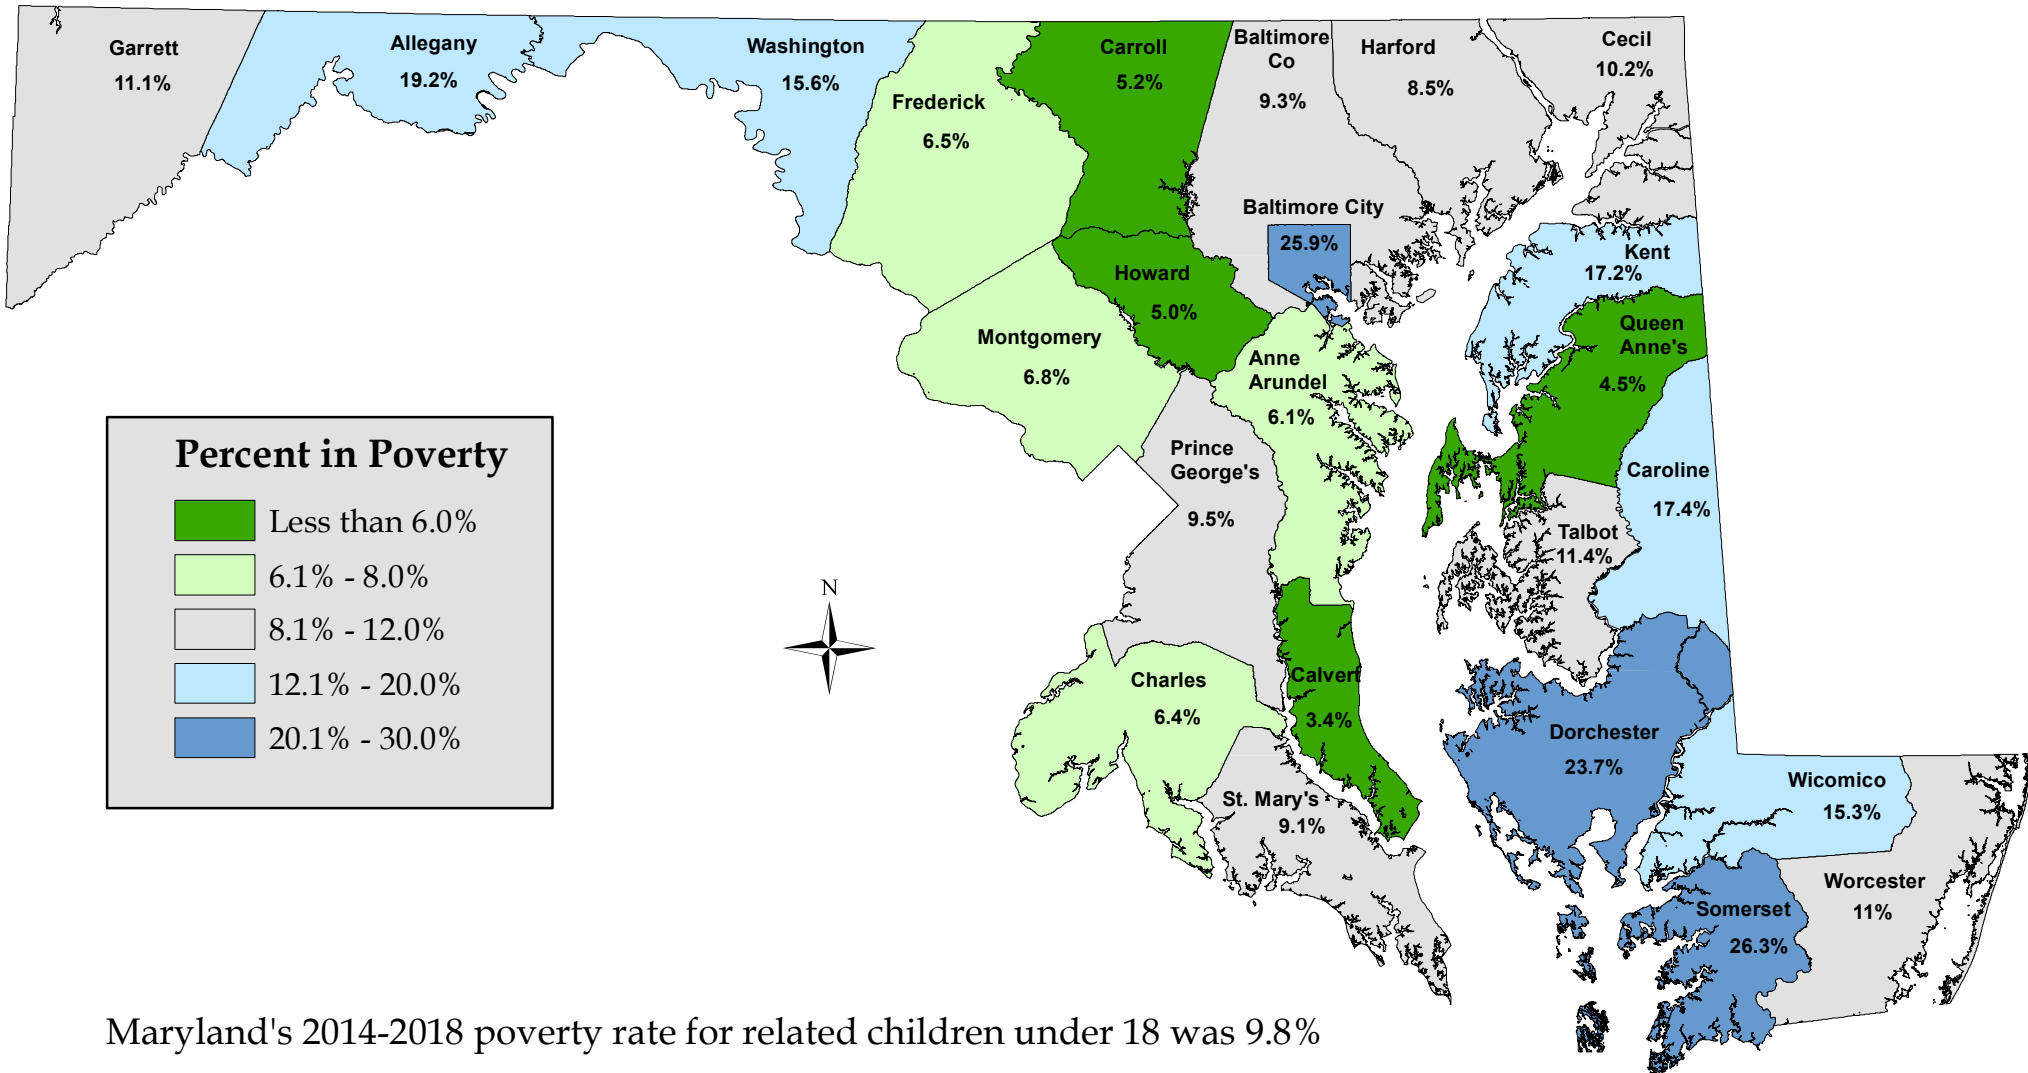 Garrett
11.1%
Allegany
19.2%
Washington
15.6%
Frederick
6.5%
Carroll
5.2%
Baltimore
Co
9.3%
Harford
8.5%
Cecil
10.2%
Baltimore City
25.9%
Howard
5.0%
Montgomery
6.8%
Anne
Arundel
6.1%
Kent
17.2%
Queen
Anne's
4.5%
Caroline
17.4%
Talbot
11.4%
Prince
George's
9.5%
Percent in Poverty
Less than 6.0%
6.1% - 8.0%
8.1% - 12.0%
12.1% - 20.0%
20.1% - 30.0%
N
Charles
6.4%
Calvert
3.4%
St. Mary's
9.1%
Dorchester
23.7%
Wicomico
15.3%
Worcester
11%
Somerset
26.3%
Maryland's 2014-2018 poverty rate for related children under 18 was 9.8%